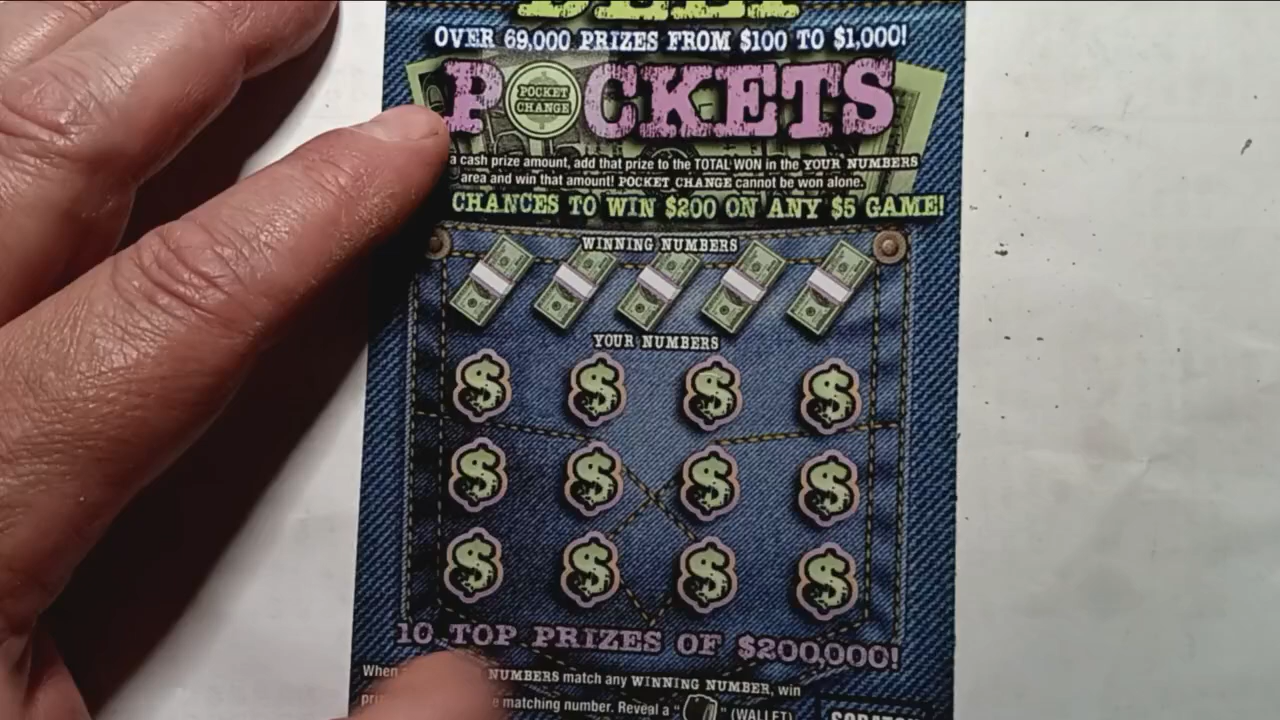 OVER 69,000 PRIZES FROM $100 TO $1,000!
POCKETS
POCKET
CHANGE
a cash prize amount, add that prize to the TOTAL WON in the YOUR NUMBERS
area and win that amount! POCKET CHANGE cannot be won alone.
CHANCES TO WIN $200 ON ANY $5 GAME!
WINNING NUMBERS
YOUR NUMBERS
$ $ $ $
$ $ $ $
$ $ $ $
10 TOP PRIZES OF $200,000!
When NUMBERS match any WINNING NUMBER, win
matching number. Reveal a "" (WALLET)